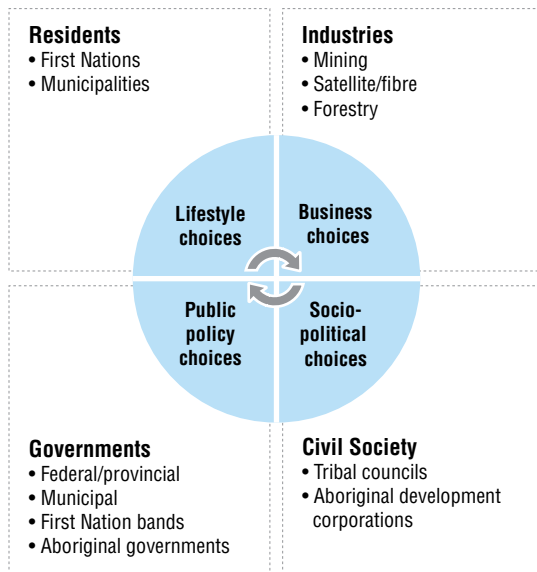 Residents
• First Nations
• Municipalities
Industries
• Mining
• Satellite/fibre
• Forestry
Lifestyle
choices
Business
choices
Public
policy
choices
Socio-
political
choices
Governments
• Federal/provincial
• Municipal
• First Nation bands
• Aboriginal governments
Civil Society
• Tribal councils
• Aboriginal development
corporations